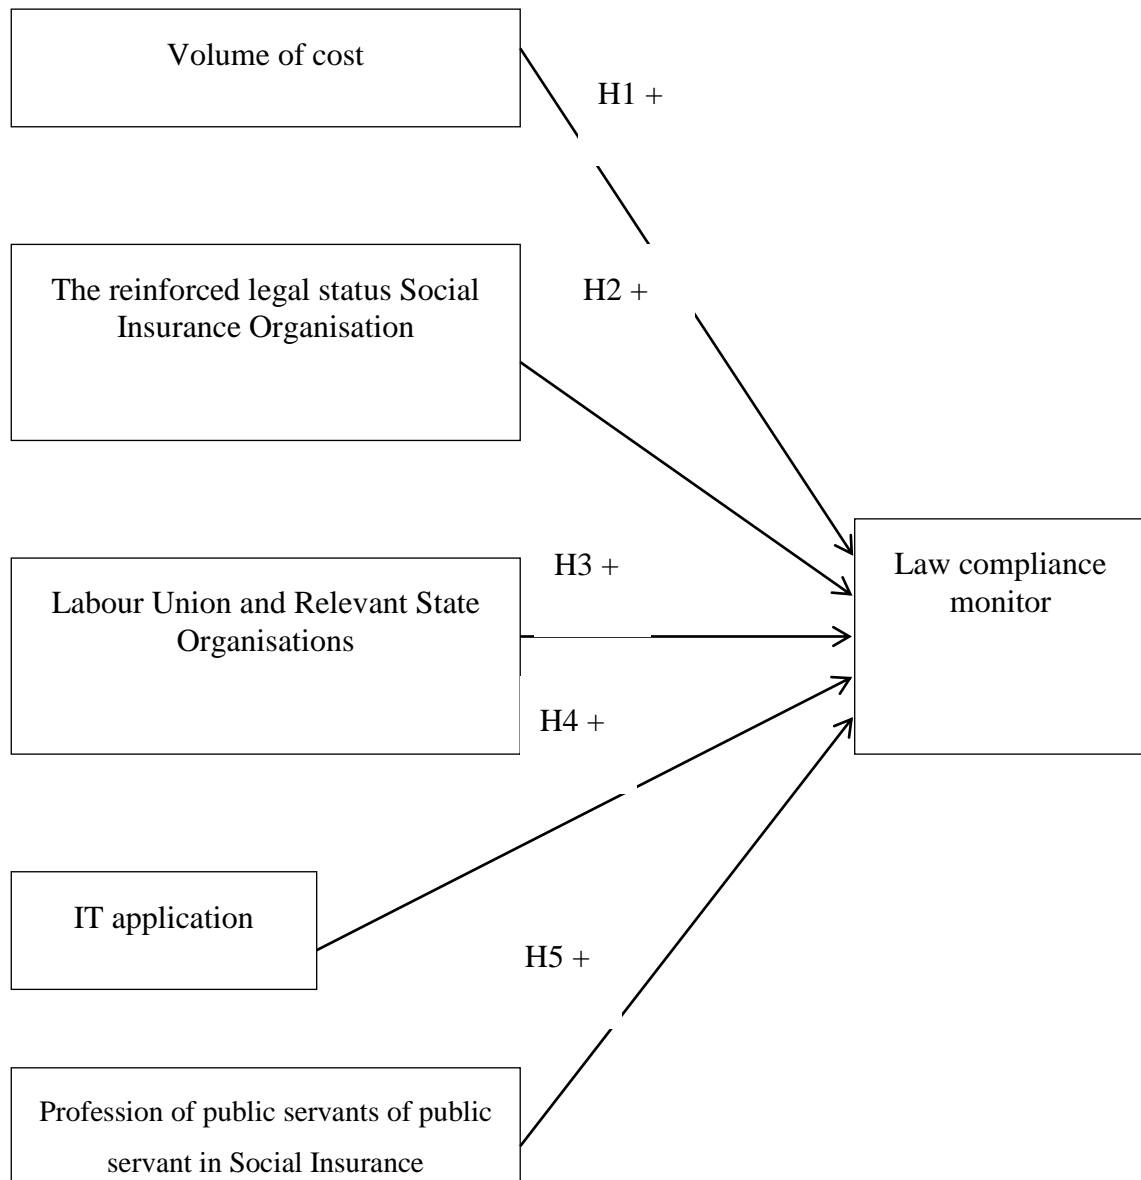 Volume of cost
H1 +
The reinforced legal status Social
Insurance Organisation
H2 +
Labour Union and Relevant State
Organisations
H3 +
Law compliance
monitor
H4 +
IT application
H5 +
Profession of public servants of public
servant in Social Insurance